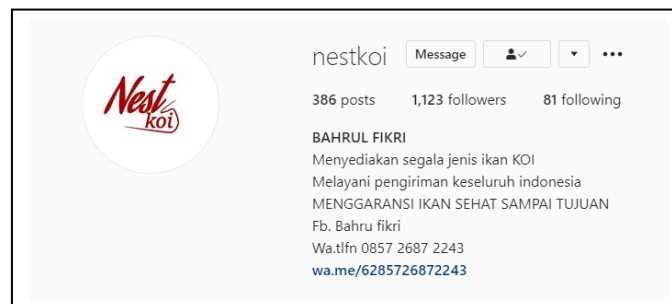 Nest
koi
nestkoi Message
386 posts 1,123 followers 81 following
BAHRUL FIKRI
Menyediakan segala jenis ikan KOI
Melayani pengiriman keseluruh indonesia
MENGGARANSI IKAN SEHAT SAMPAI TUJUAN
Fb. Bahru fikri
Wa.tlfn 0857 2687 2243
wa.me/6285726872243